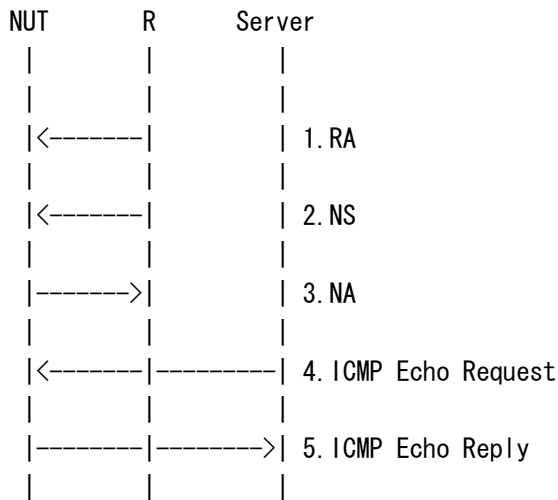 NUT R Server
1.RA
2.NS
3.NA
4.ICMP Echo Request
5.ICMP Echo Reply